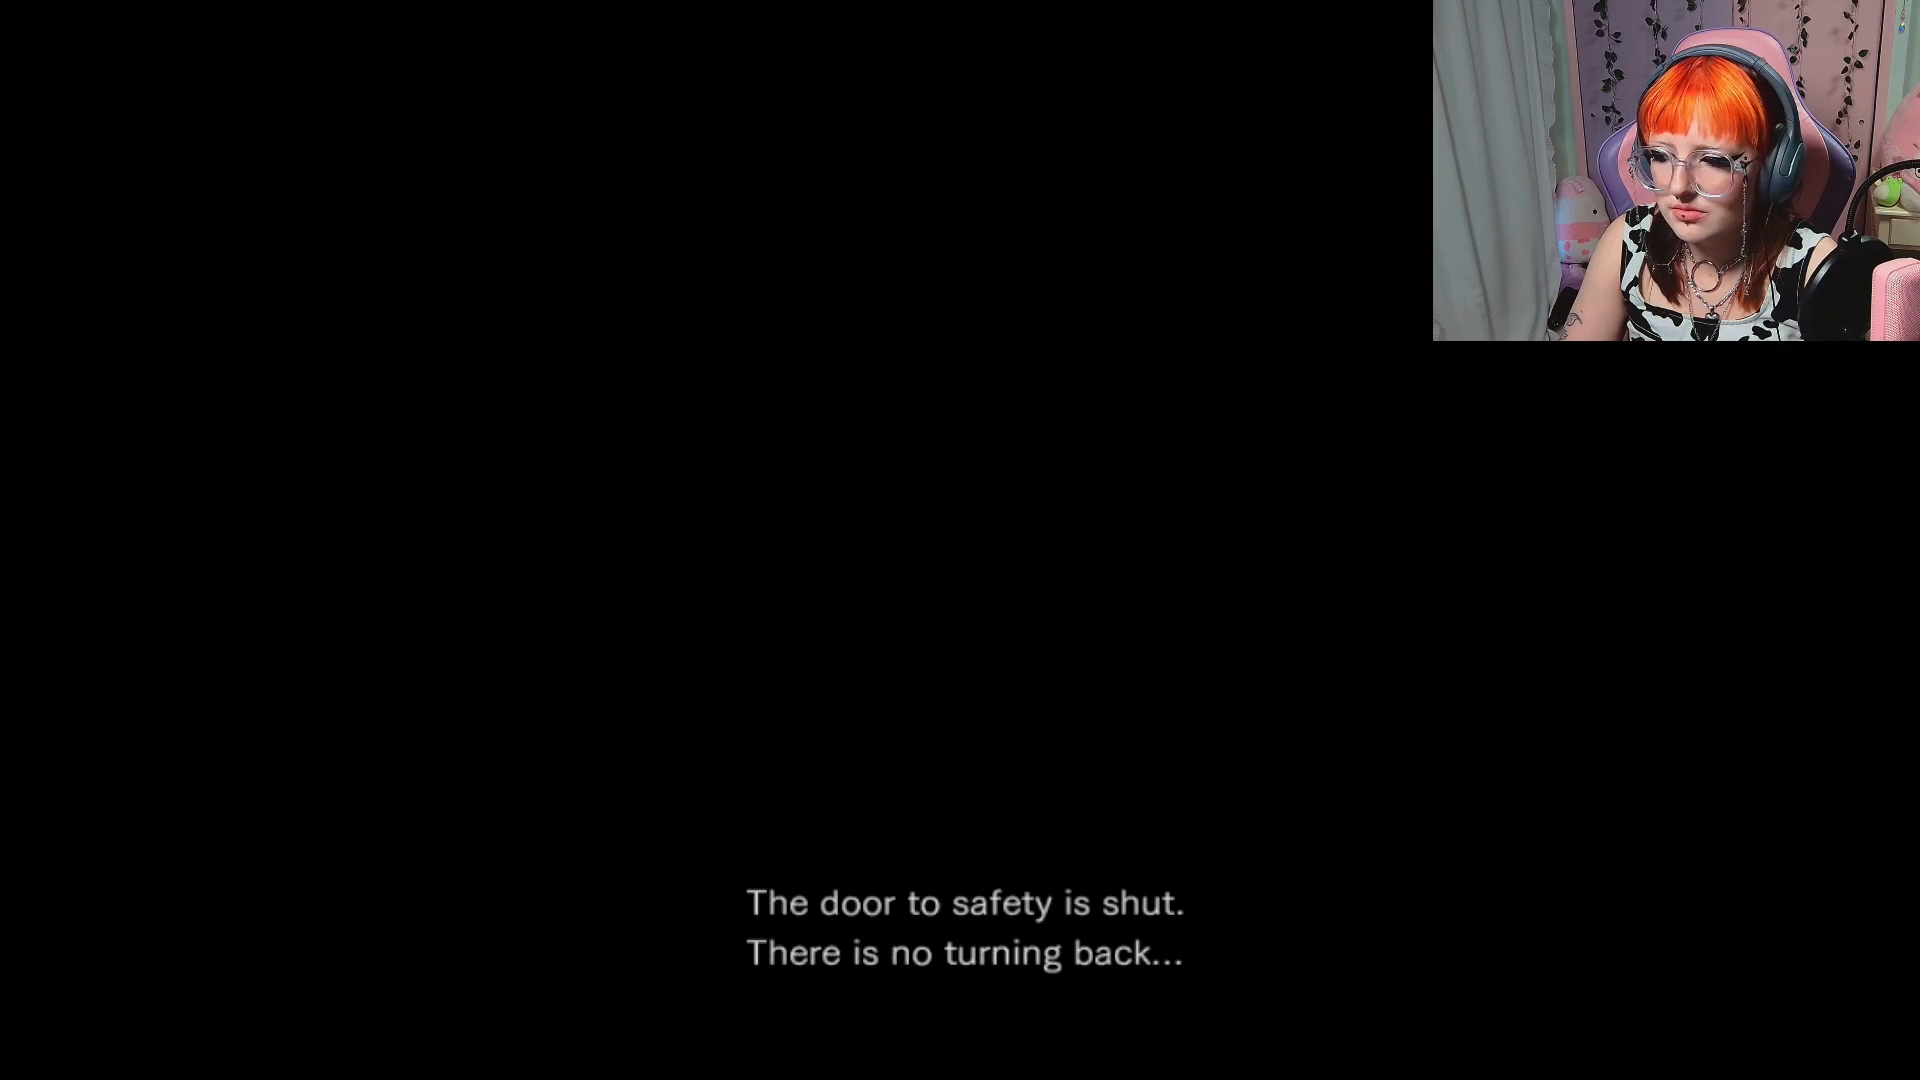 The door to safety is shut.
There is no turning back...